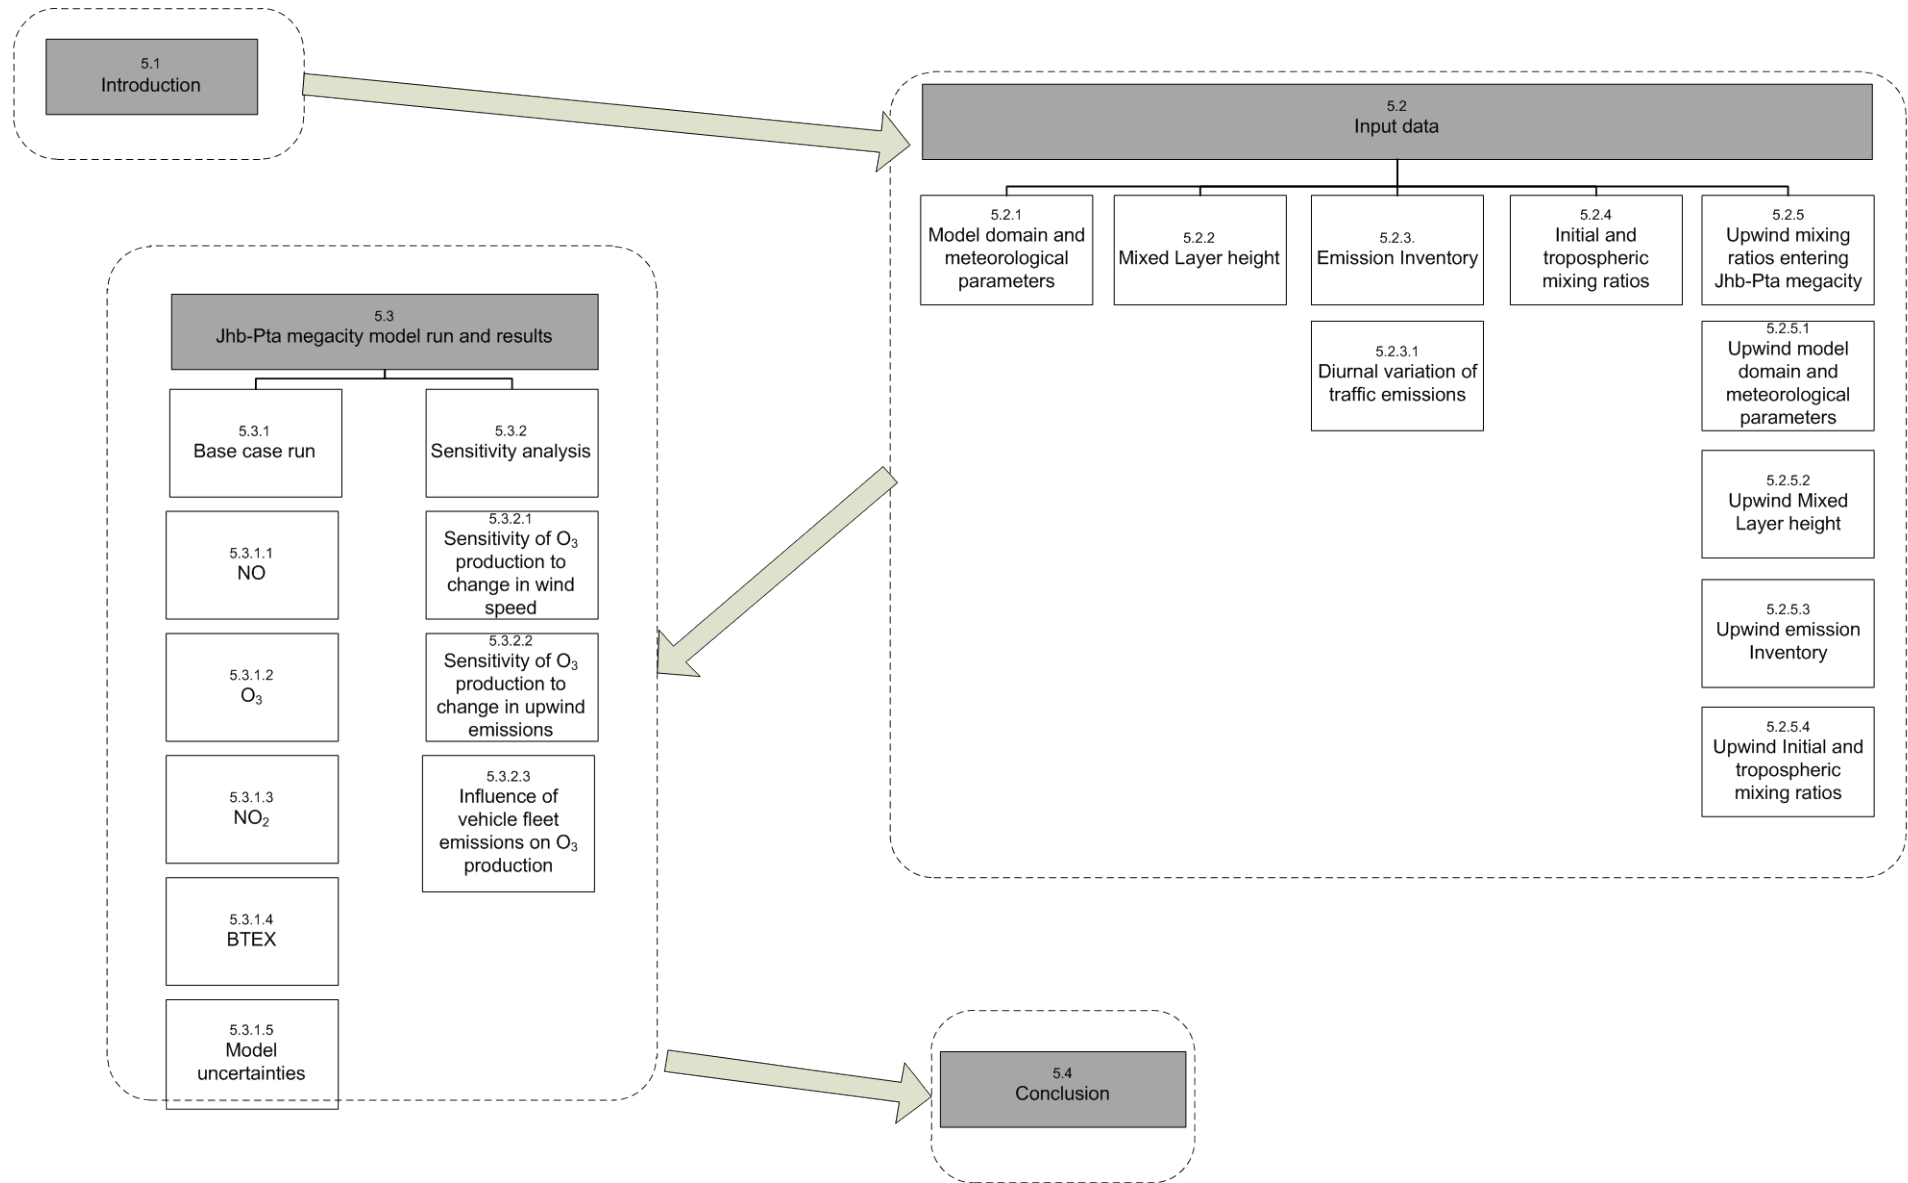 5.1
Introduction
5.2
Input data
5.2.1
Model domain and
meteorological
parameters
5.2.2
Mixed Layer height
5.2.3.
Emission Inventory
5.2.3.1
Diurnal variation of
traffic emissions
5.2.4
Initial and
tropospheric
mixing ratios
5.2.5
Upwind mixing
ratios entering
Jhb-Pta megacity
5.2.5.1
Upwind model
domain and
meteorological
parameters
5.2.5.2
Upwind Mixed
Layer height
5.2.5.3
Upwind emission
Inventory
5.2.5.4
Upwind Initial and
tropospheric
mixing ratios
5.3
Jhb-Pta megacity model run and results
5.3.1
Base case run
5.3.1.1
NO
5.3.1.2
O₃
5.3.1.3
NO₂
5.3.1.4
BTEX
5.3.1.5
Model
uncertainties
5.3.2
Sensitivity analysis
5.3.2.1
Sensitivity of O₃
production to
change in wind
speed
5.3.2.2
Sensitivity of O₃
production to
change in upwind
emissions
5.3.2.3
Influence of
vehicle fleet
emissions on O₃
production
5.4
Conclusion